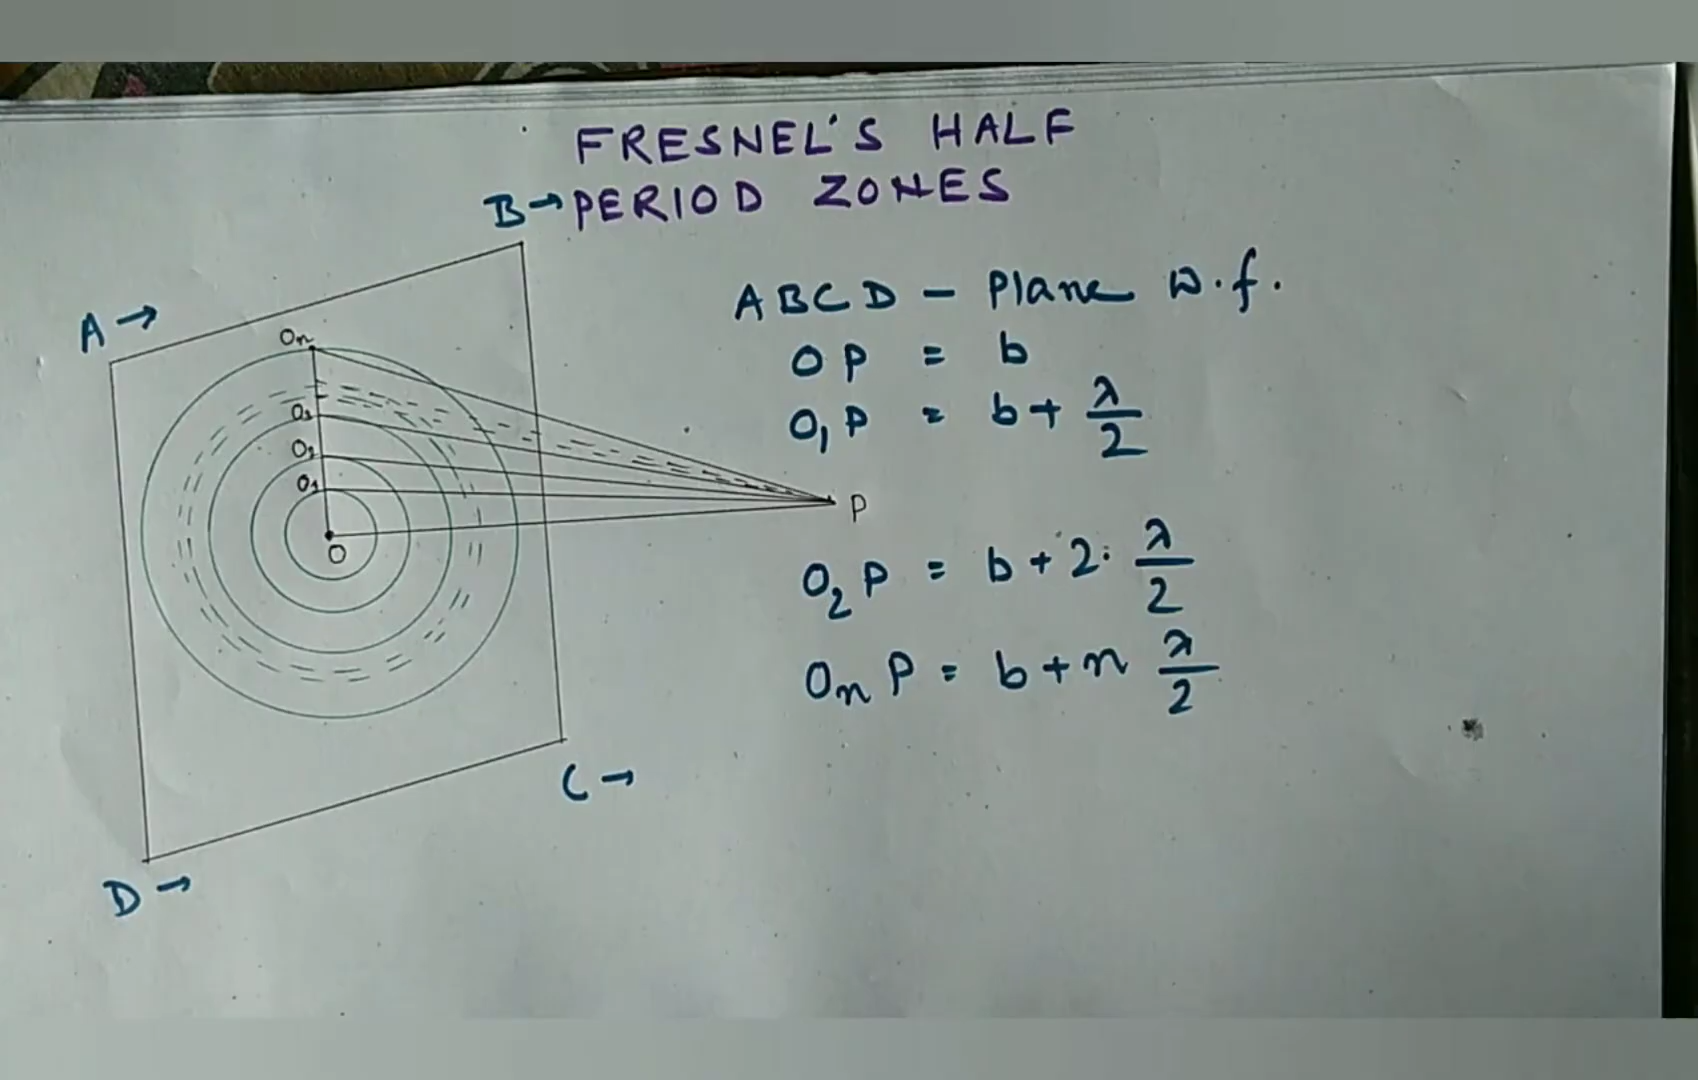 FRESNEL'S HALF
PERIOD ZONES
B→
A→
On
O3
O2
O1
O
P
C→
D→
ABCD - Plane w.f.
OP = b
O₁P = b + λ/2
O₂P = b + 2·λ/2
OnP = b + n λ/2